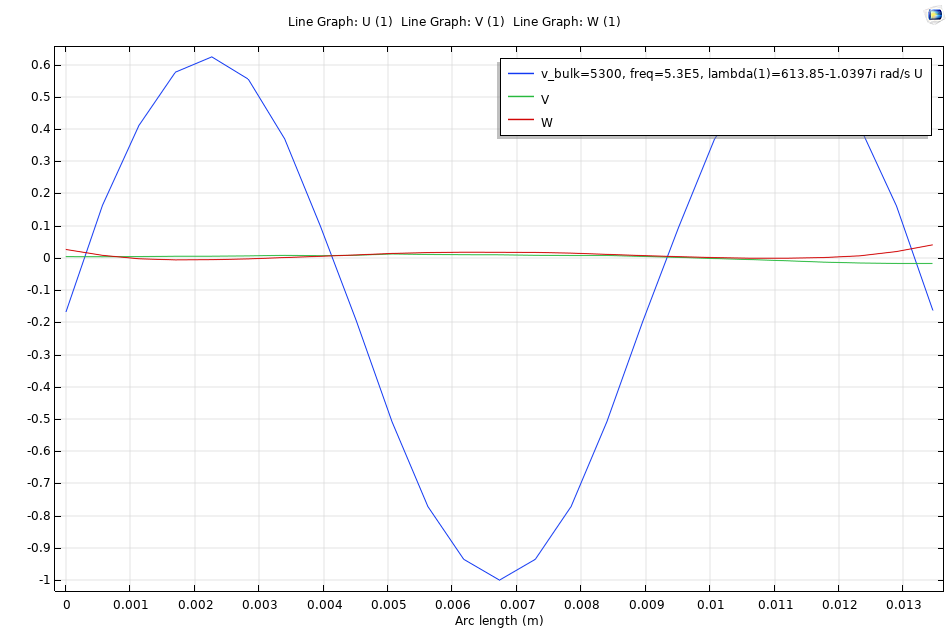 Line Graph: U (1)  Line Graph: V (1)  Line Graph: W (1)
v_bulk=5300, freq=5.3E5, lambda(1)=613.85-1.0397i rad/s U
V
W
0.6
0.5
0.4
0.3
0.2
0.1
0
-0.1
-0.2
-0.3
-0.4
-0.5
-0.6
-0.7
-0.8
-0.9
-1
0 0.001 0.002 0.003 0.004 0.005 0.006 0.007 0.008 0.009 0.01 0.011 0.012 0.013
Arc length (m)